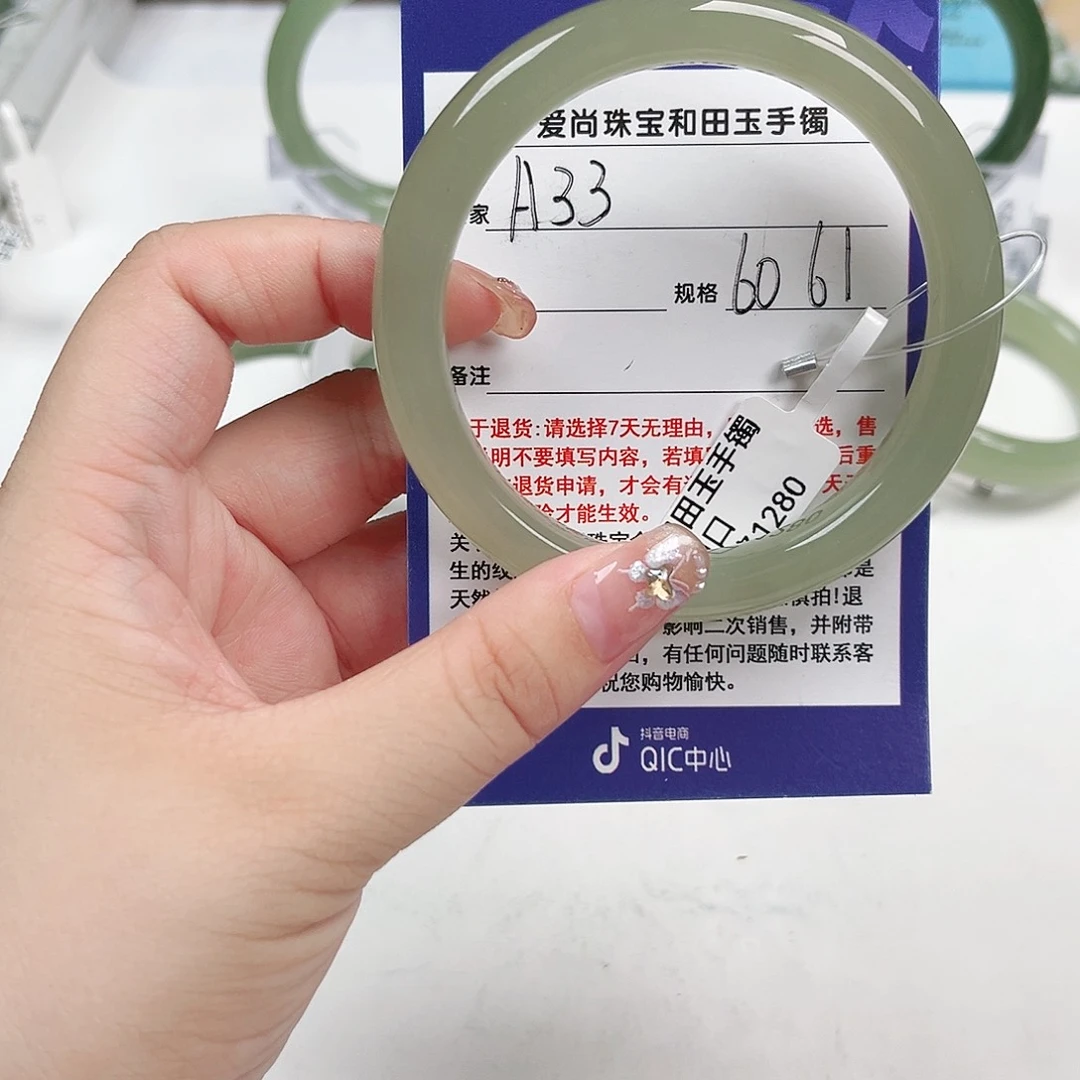 爱尚珠宝和田玉手镯
家 A33
规格 60 61
备注
于退货:请选择7天无理由, 选,售
明不要填写内容,若填 后重
退货申请,才会有 天
才能生效。
关
生的纹 是
天然 慎拍!退
影响二次销售,并附带
,有任何问题随时联系客
祝您购物愉快。
田玉手镯
口
11280
抖音电商
QIC中心